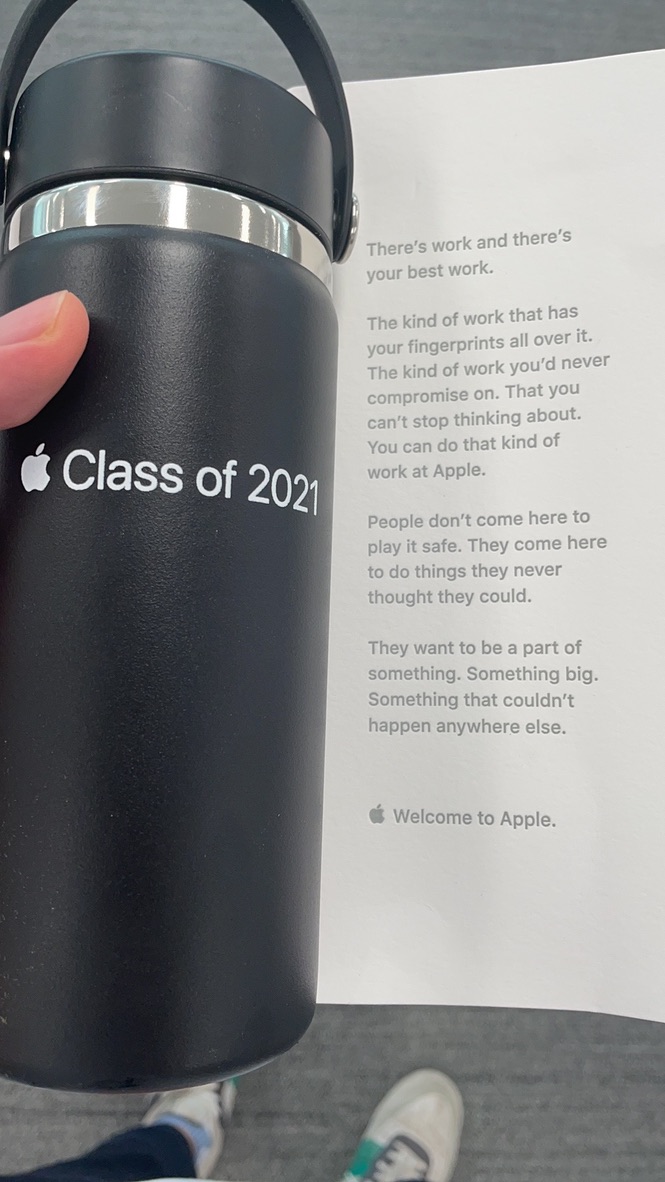 Class of 2021
There's work and there's
your best work.
The kind of work that has
your fingerprints all over it.
The kind of work you'd never
compromise on. That you
can't stop thinking about.
You can do that kind of
work at Apple.
People don't come here to
play it safe. They come here
to do things they never
thought they could.
They want to be a part of
something. Something big.
Something that couldn't
happen anywhere else.
Welcome to Apple.